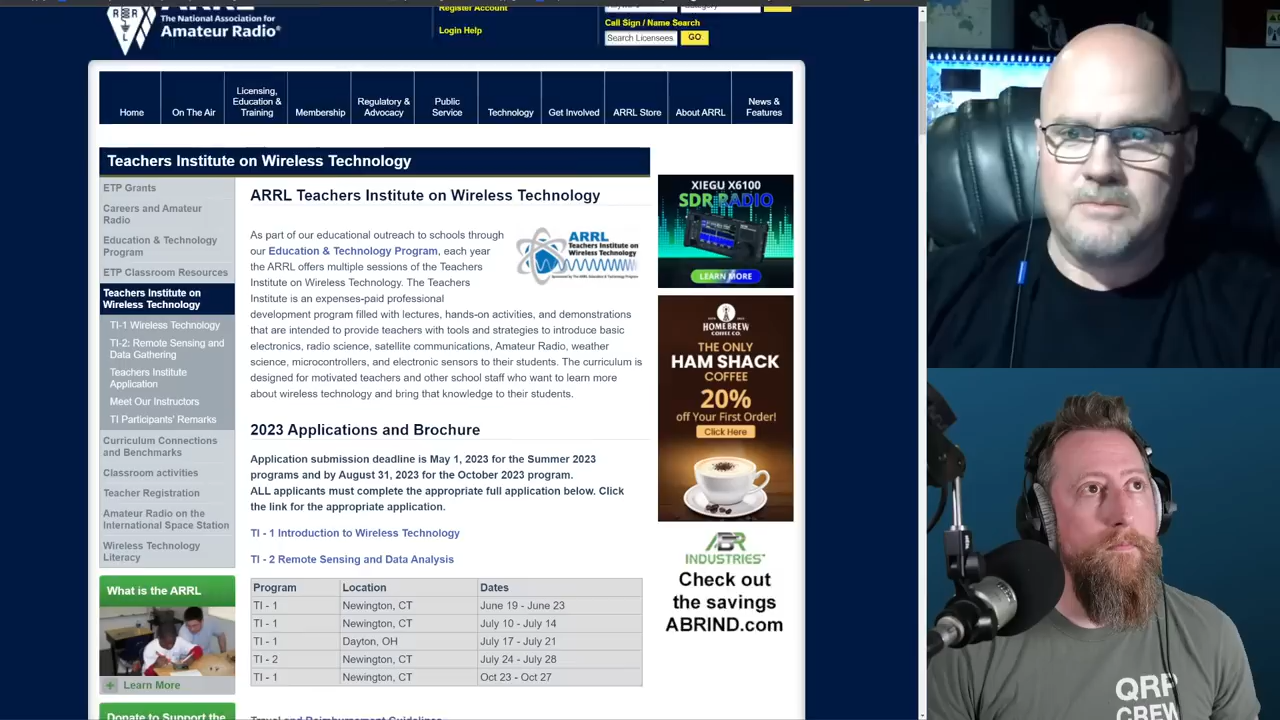 ARRL
The National Association for
Amateur Radio®
Register Account
Login Help
Call Sign / Name Search
Search Licensees
GO
Home
On The Air
Licensing,
Education &
Training
Membership
Regulatory &
Advocacy
Public
Service
Technology
Get Involved
ARRL Store
About ARRL
News &
Features
Teachers Institute on Wireless Technology
ETP Grants
Careers and Amateur
Radio
Education & Technology
Program
ETP Classroom Resources
Teachers Institute on
Wireless Technology
TI-1 Wireless Technology
TI-2: Remote Sensing and
Data Gathering
Teachers Institute
Application
Meet Our Instructors
TI Participants' Remarks
Curriculum Connections
and Benchmarks
Classroom activities
Teacher Registration
Amateur Radio on the
International Space Station
Wireless Technology
Literacy
What is the ARRL
Learn More
Donate to Support the
ARRL Teachers Institute on Wireless Technology
As part of our educational outreach to schools through
our Education & Technology Program, each year
the ARRL offers multiple sessions of the Teachers
Institute on Wireless Technology. The Teachers
Institute is an expenses-paid professional
development program filled with lectures, hands-on activities, and demonstrations
that are intended to provide teachers with tools and strategies to introduce basic
electronics, radio science, satellite communications, Amateur Radio, weather
science, microcontrollers, and electronic sensors to their students. The curriculum is
designed for motivated teachers and other school staff who want to learn more
about wireless technology and bring that knowledge to their students.
ARRL
Teachers Institute on
Wireless Technology
2023 Applications and Brochure
Application submission deadline is May 1, 2023 for the Summer 2023
programs and by August 31, 2023 for the October 2023 program.
ALL applicants must complete the appropriate full application below. Click
the link for the appropriate application.
TI - 1 Introduction to Wireless Technology
TI - 2 Remote Sensing and Data Analysis
Program Location Dates
TI - 1 Newington, CT June 19 - June 23
TI - 1 Newington, CT July 10 - July 14
TI - 1 Dayton, OH July 17 - July 21
TI - 2 Newington, CT July 24 - July 28
TI - 1 Newington, CT Oct 23 - Oct 27
Travel and Reimbursement Guidelines
XIEGU X6100
SDR RADIO
LEARN MORE
HOMEBREW
COFFEE CO.
THE ONLY
HAM SHACK
COFFEE
20%
off Your First Order!
Click Here
ABR
INDUSTRIES™
Check out
the savings
ABRIND.com
QRP
CREW